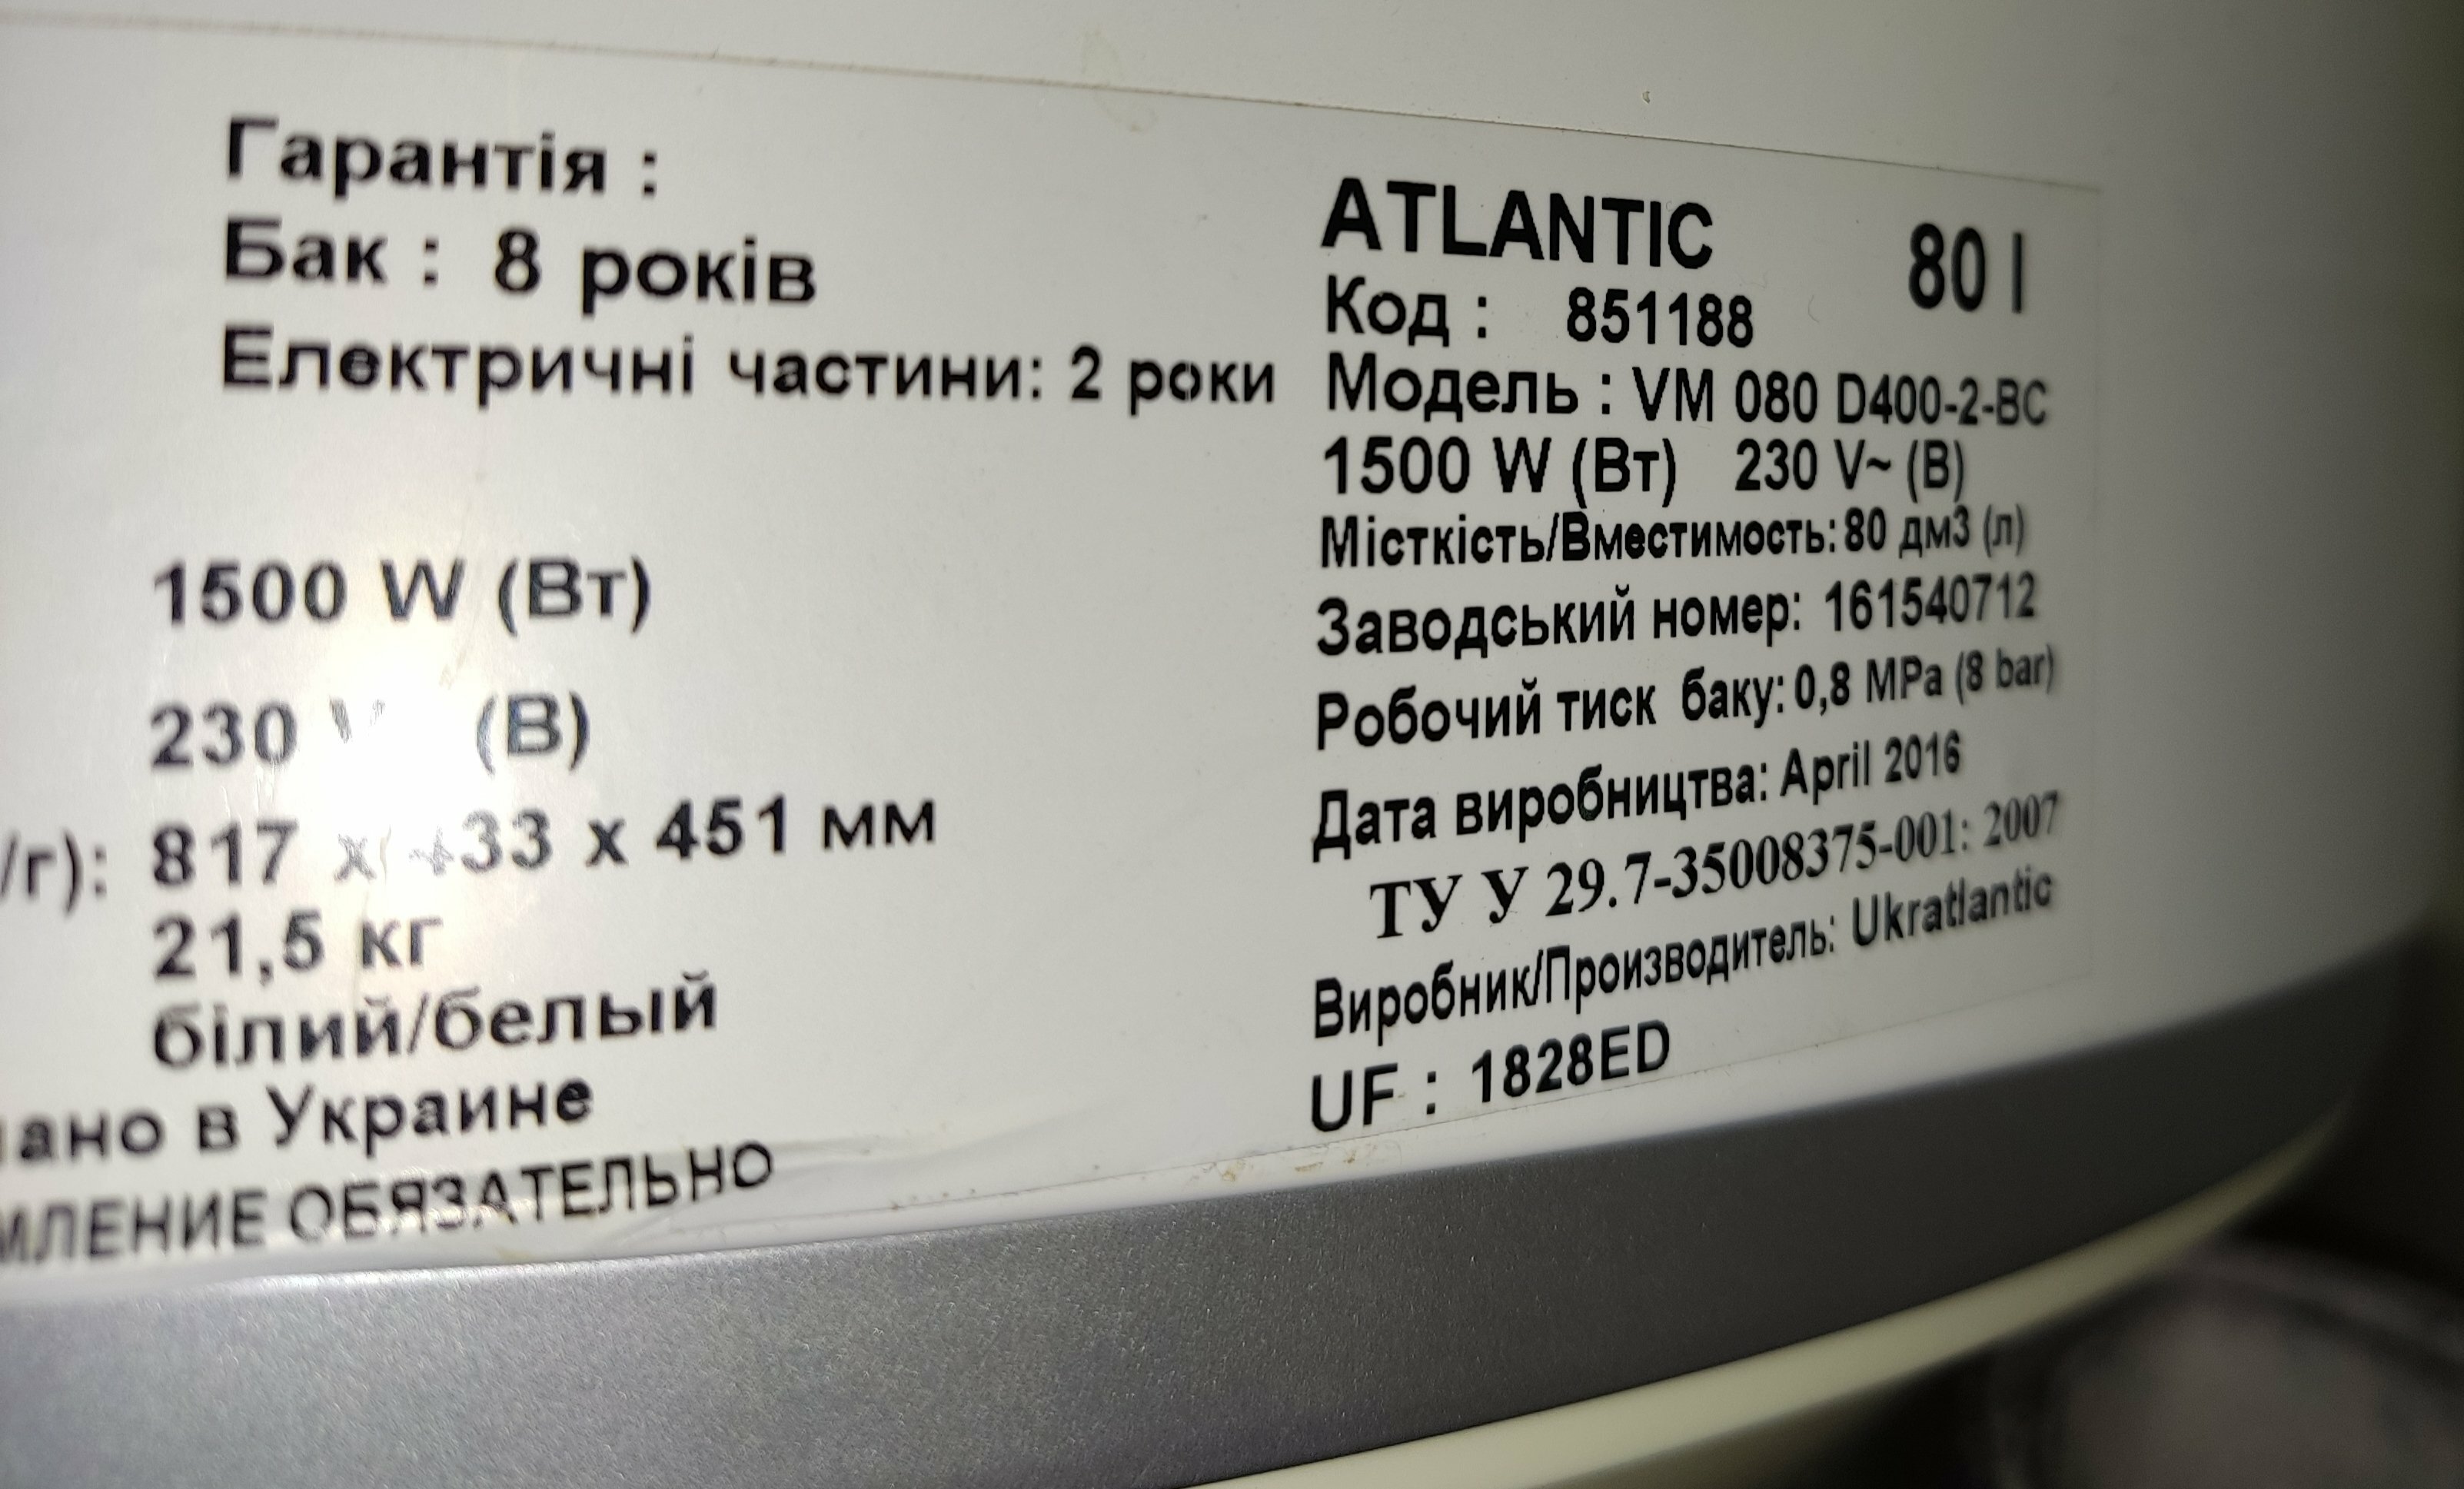 Гарантія :
Бак : 8 років
Електричні частини: 2 роки
1500 W (Вт)
230 V (В)
/г): 817 x 433 x 451 мм
21,5 кг
білий/белый
в Украине
ОБЯЗАТЕЛЬНО
ATLANTIC 80 l
Код : 851188
Модель : VM 080 D400-2-BC
1500 W (Вт) 230 V~ (В)
Місткість/Вместимость: 80 дм3 (л)
Заводський номер: 161540712
Робочий тиск баку: 0,8 MPa (8 bar)
Дата виробництва: April 2016
ТУ У 29.7-35008375-001: 2007
Виробник/Производитель: Ukratlantic
UF : 1828ED